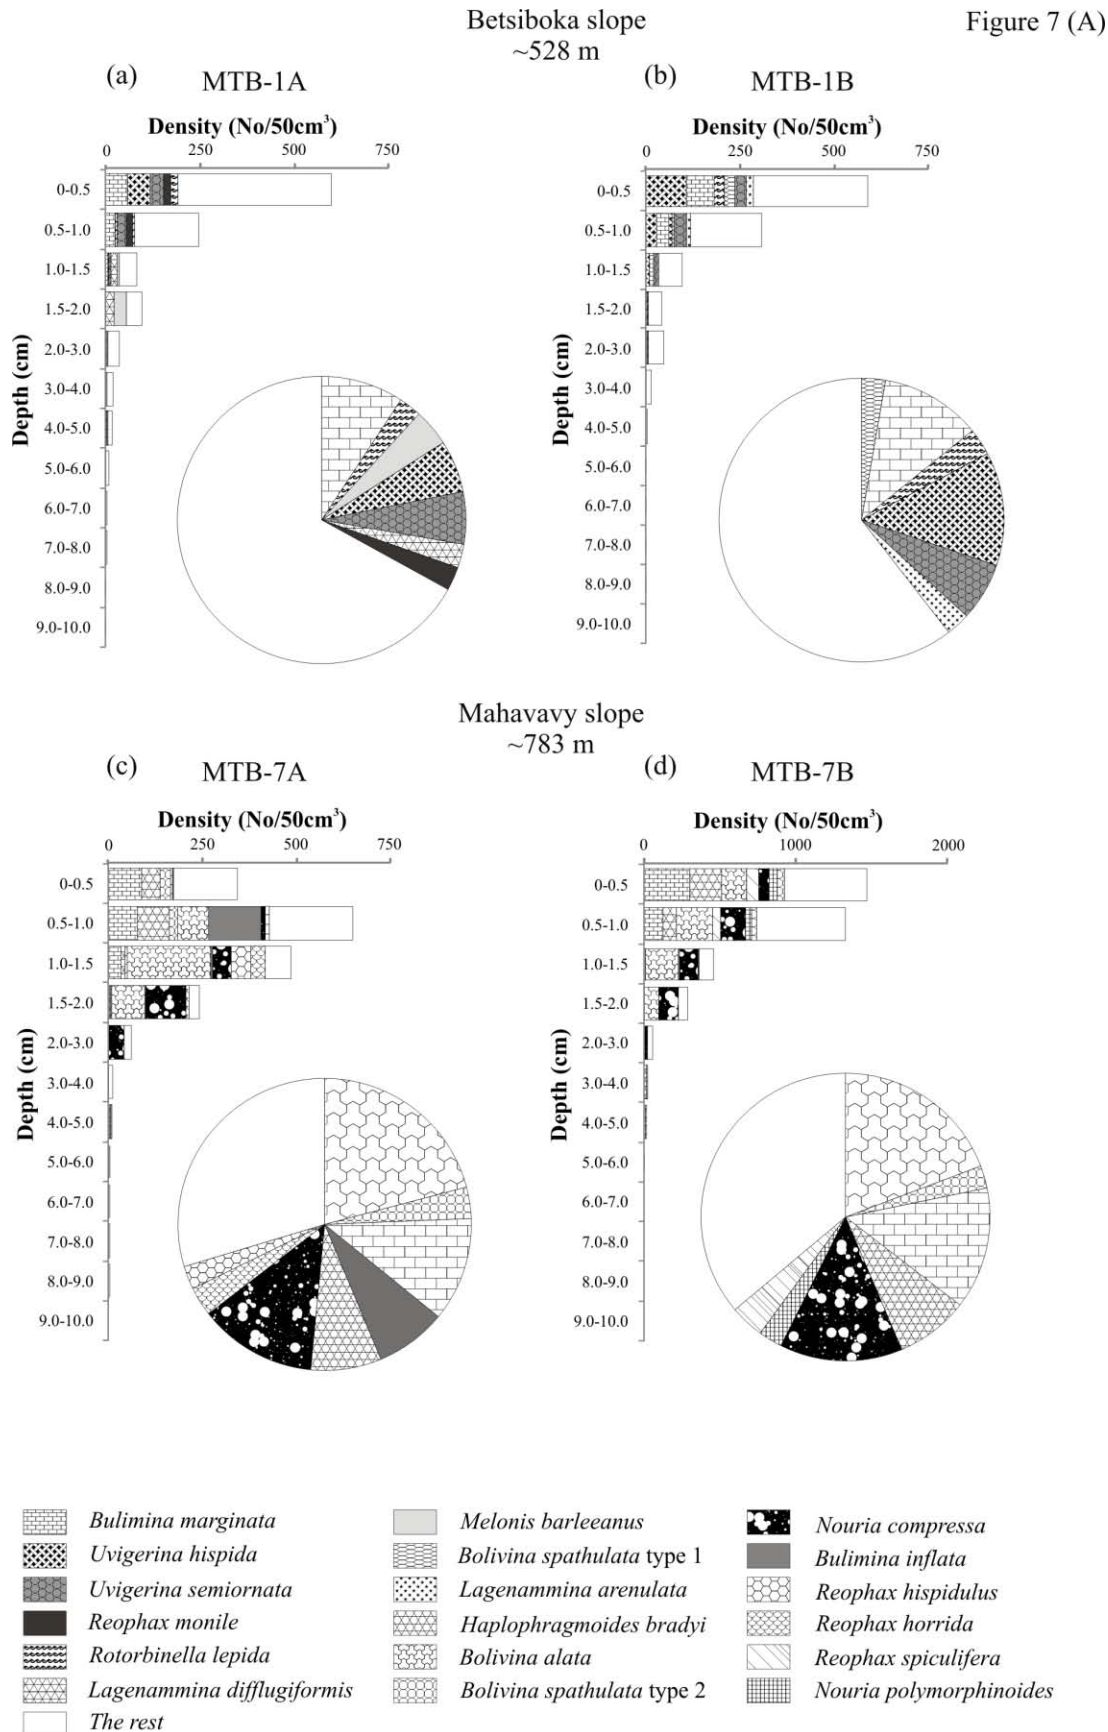 Betsiboka slope
~528 m
Figure 7 (A)
(a)
MTB-1A
Density (No/50cm³)
0 250 500 750
Depth (cm)
0-0.5
0.5-1.0
1.0-1.5
1.5-2.0
2.0-3.0
3.0-4.0
4.0-5.0
5.0-6.0
6.0-7.0
7.0-8.0
8.0-9.0
9.0-10.0
(b)
MTB-1B
Density (No/50cm³)
0 250 500 750
Depth (cm)
0-0.5
0.5-1.0
1.0-1.5
1.5-2.0
2.0-3.0
3.0-4.0
4.0-5.0
5.0-6.0
6.0-7.0
7.0-8.0
8.0-9.0
9.0-10.0
Mahavavy slope
~783 m
(c)
MTB-7A
Density (No/50cm³)
0 250 500 750
Depth (cm)
0-0.5
0.5-1.0
1.0-1.5
1.5-2.0
2.0-3.0
3.0-4.0
4.0-5.0
5.0-6.0
6.0-7.0
7.0-8.0
8.0-9.0
9.0-10.0
(d)
MTB-7B
Density (No/50cm³)
0 1000 2000
Depth (cm)
0-0.5
0.5-1.0
1.0-1.5
1.5-2.0
2.0-3.0
3.0-4.0
4.0-5.0
5.0-6.0
6.0-7.0
7.0-8.0
8.0-9.0
9.0-10.0
Bulimina marginata
Uvigerina hispida
Uvigerina semiornata
Reophax monile
Rotorbinella lepida
Lagenammina difflugiformis
The rest
Melonis barleeanus
Bolivina spathulata type 1
Lagenammina arenulata
Haplophragmoides bradyi
Bolivina alata
Bolivina spathulata type 2
Nouria compressa
Bulimina inflata
Reophax hispidulus
Reophax horrida
Reophax spiculifera
Nouria polymorphinoides